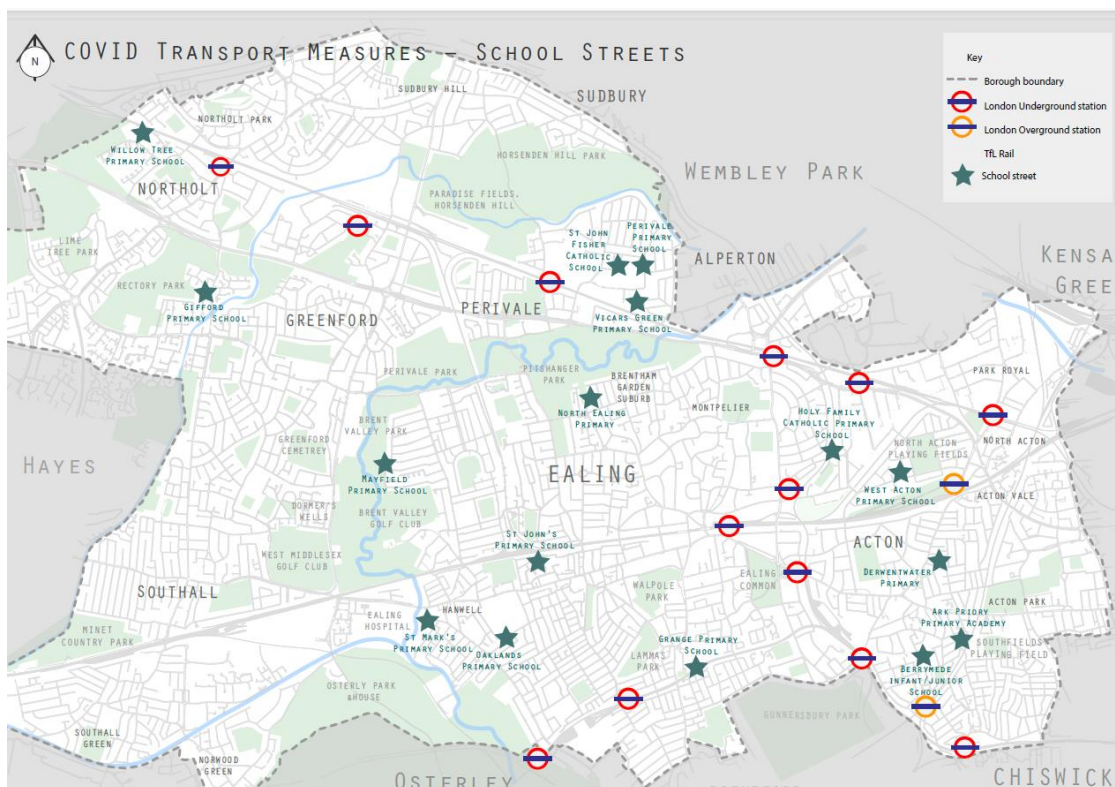 COVID TRANSPORT MEASURES – SCHOOL STREETS
N
Key
Borough boundary
London Underground station
London Overground station
TfL Rail
School street
SUDBURY HILL
SUDBURY
NORTHOLT PARK
WILLOW TREE
PRIMARY SCHOOL
NORTHOLT
HORSENDEN HILL PARK
WEMBLEY PARK
PARADISE FIELDS,
HORSENDEN HILL
LIME
TREE PARK
ST JOHN
FISHER
CATHOLIC
SCHOOL
PERIVALE
PRIMARY
SCHOOL
ALPERTON
KENSA
GREE
RECTORY PARK
GIFFORD
PRIMARY SCHOOL
GREENFORD
PERIVALE
VICARS GREEN
PRIMARY SCHOOL
PERIVALE PARK
PITSHANGER
PARK
BRENTHAM
GARDEN
SUBURB
PARK ROYAL
NORTH EALING
PRIMARY
MONTPELIER
HOLY FAMILY
CATHOLIC PRIMARY
SCHOOL
BRENT
VALLEY PARK
GREENFORD
CEMETREY
NORTH ACTON
PLAYING FIELDS
NORTH ACTON
HAYES
MAYFIELD
PRIMARY SCHOOL
EALING
WEST ACTON
PRIMARY SCHOOL
ACTON VALE
DORMER'S
WELLS
BRENT VALLEY
GOLF CLUB
ST JOHN'S
PRIMARY SCHOOL
ACTON
WEST MIDDLESEX
GOLF CLUB
DERWENTWATER
PRIMARY
EALING
COMMON
WALPOLE
PARK
SOUTHALL
HANWELL
ACTON PARK
EALING
HOSPITAL
ST MARK'S
PRIMARY SCHOOL
ARK PRIORY
PRIMARY ACADEMY
MINET
COUNTRY PARK
OAKLANDS
PRIMARY SCHOOL
GRANGE PRIMARY
SCHOOL
SOUTHFIELDS
PLAYING FIELD
LAMMAS
PARK
BERRYMEDE
INFANT/JUNIOR
SCHOOL
OSTERLY PARK
&HOUSE
GUNNERSBURY PARK
SOUTHALL
GREEN
NORWOOD
GREEN
OSTERLEY
CHISWICK